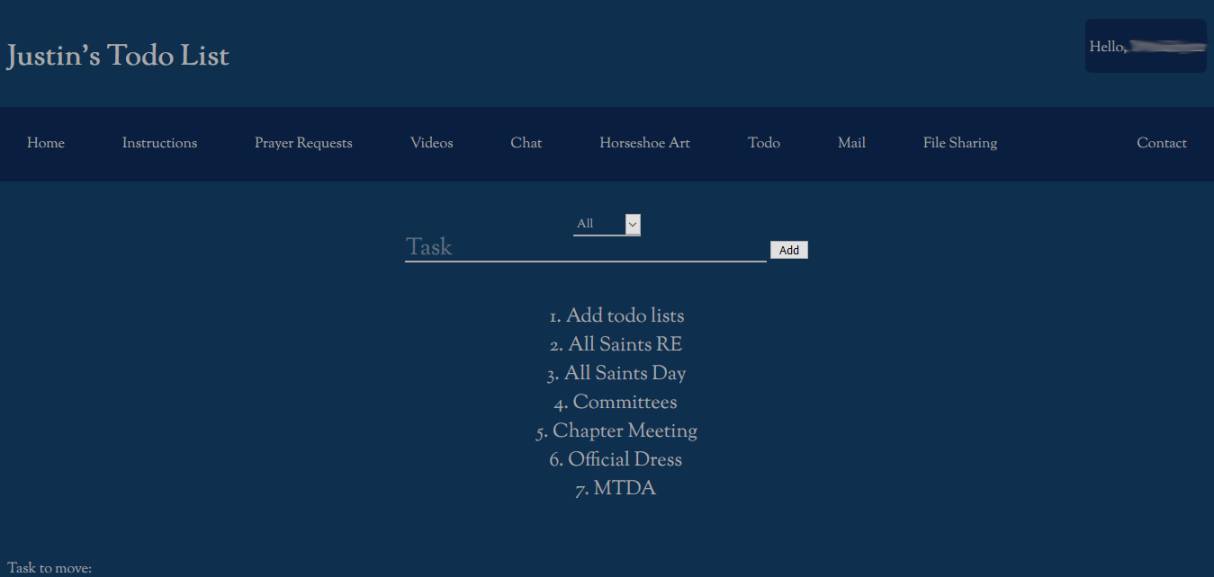 Justin's Todo List
Hello,
Home Instructions Prayer Requests Videos Chat Horseshoe Art Todo Mail File Sharing Contact
All
Task Add
1. Add todo lists
2. All Saints RE
3. All Saints Day
4. Committees
5. Chapter Meeting
6. Official Dress
7. MTDA
Task to move: